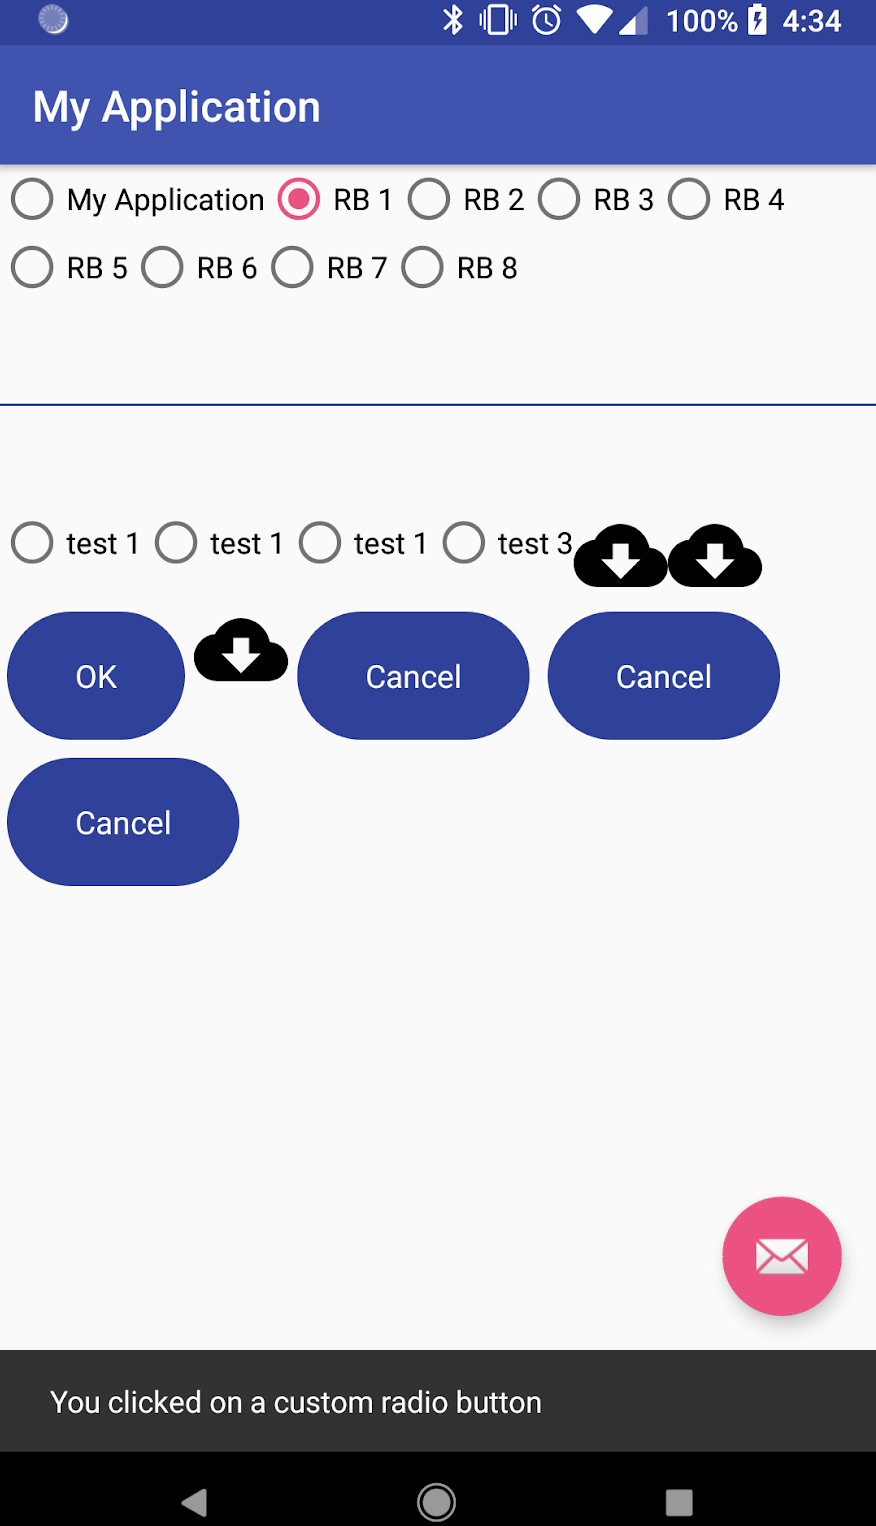 100% 4:34
My Application
My Application RB 1 RB 2 RB 3 RB 4
RB 5 RB 6 RB 7 RB 8
test 1 test 1 test 1 test 3
OK Cancel Cancel
Cancel
You clicked on a custom radio button